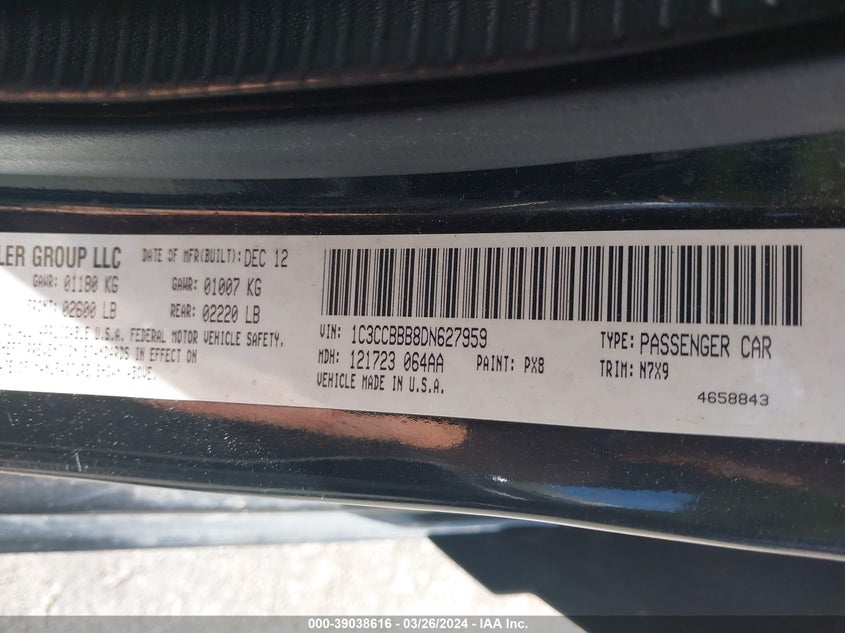 LER GROUP LLC DATE OF MFR(BUILT): DEC 12
GAWR: 01180 KG GAWR: 01007 KG
FRONT: 02600 LB REAR: 02220 LB
U.S.A. FEDERAL MOTOR VEHICLE SAFETY,
IN EFFECT ON
ABOVE.
VIN: 1C3CCBBB8DN627959 TYPE: PASSENGER CAR
MDH: 121723 064AA PAINT: PX8 TRIM: N7X9
VEHICLE MADE IN U.S.A.
4658843
000-39038616 - 03/26/2024 - IAA Inc.